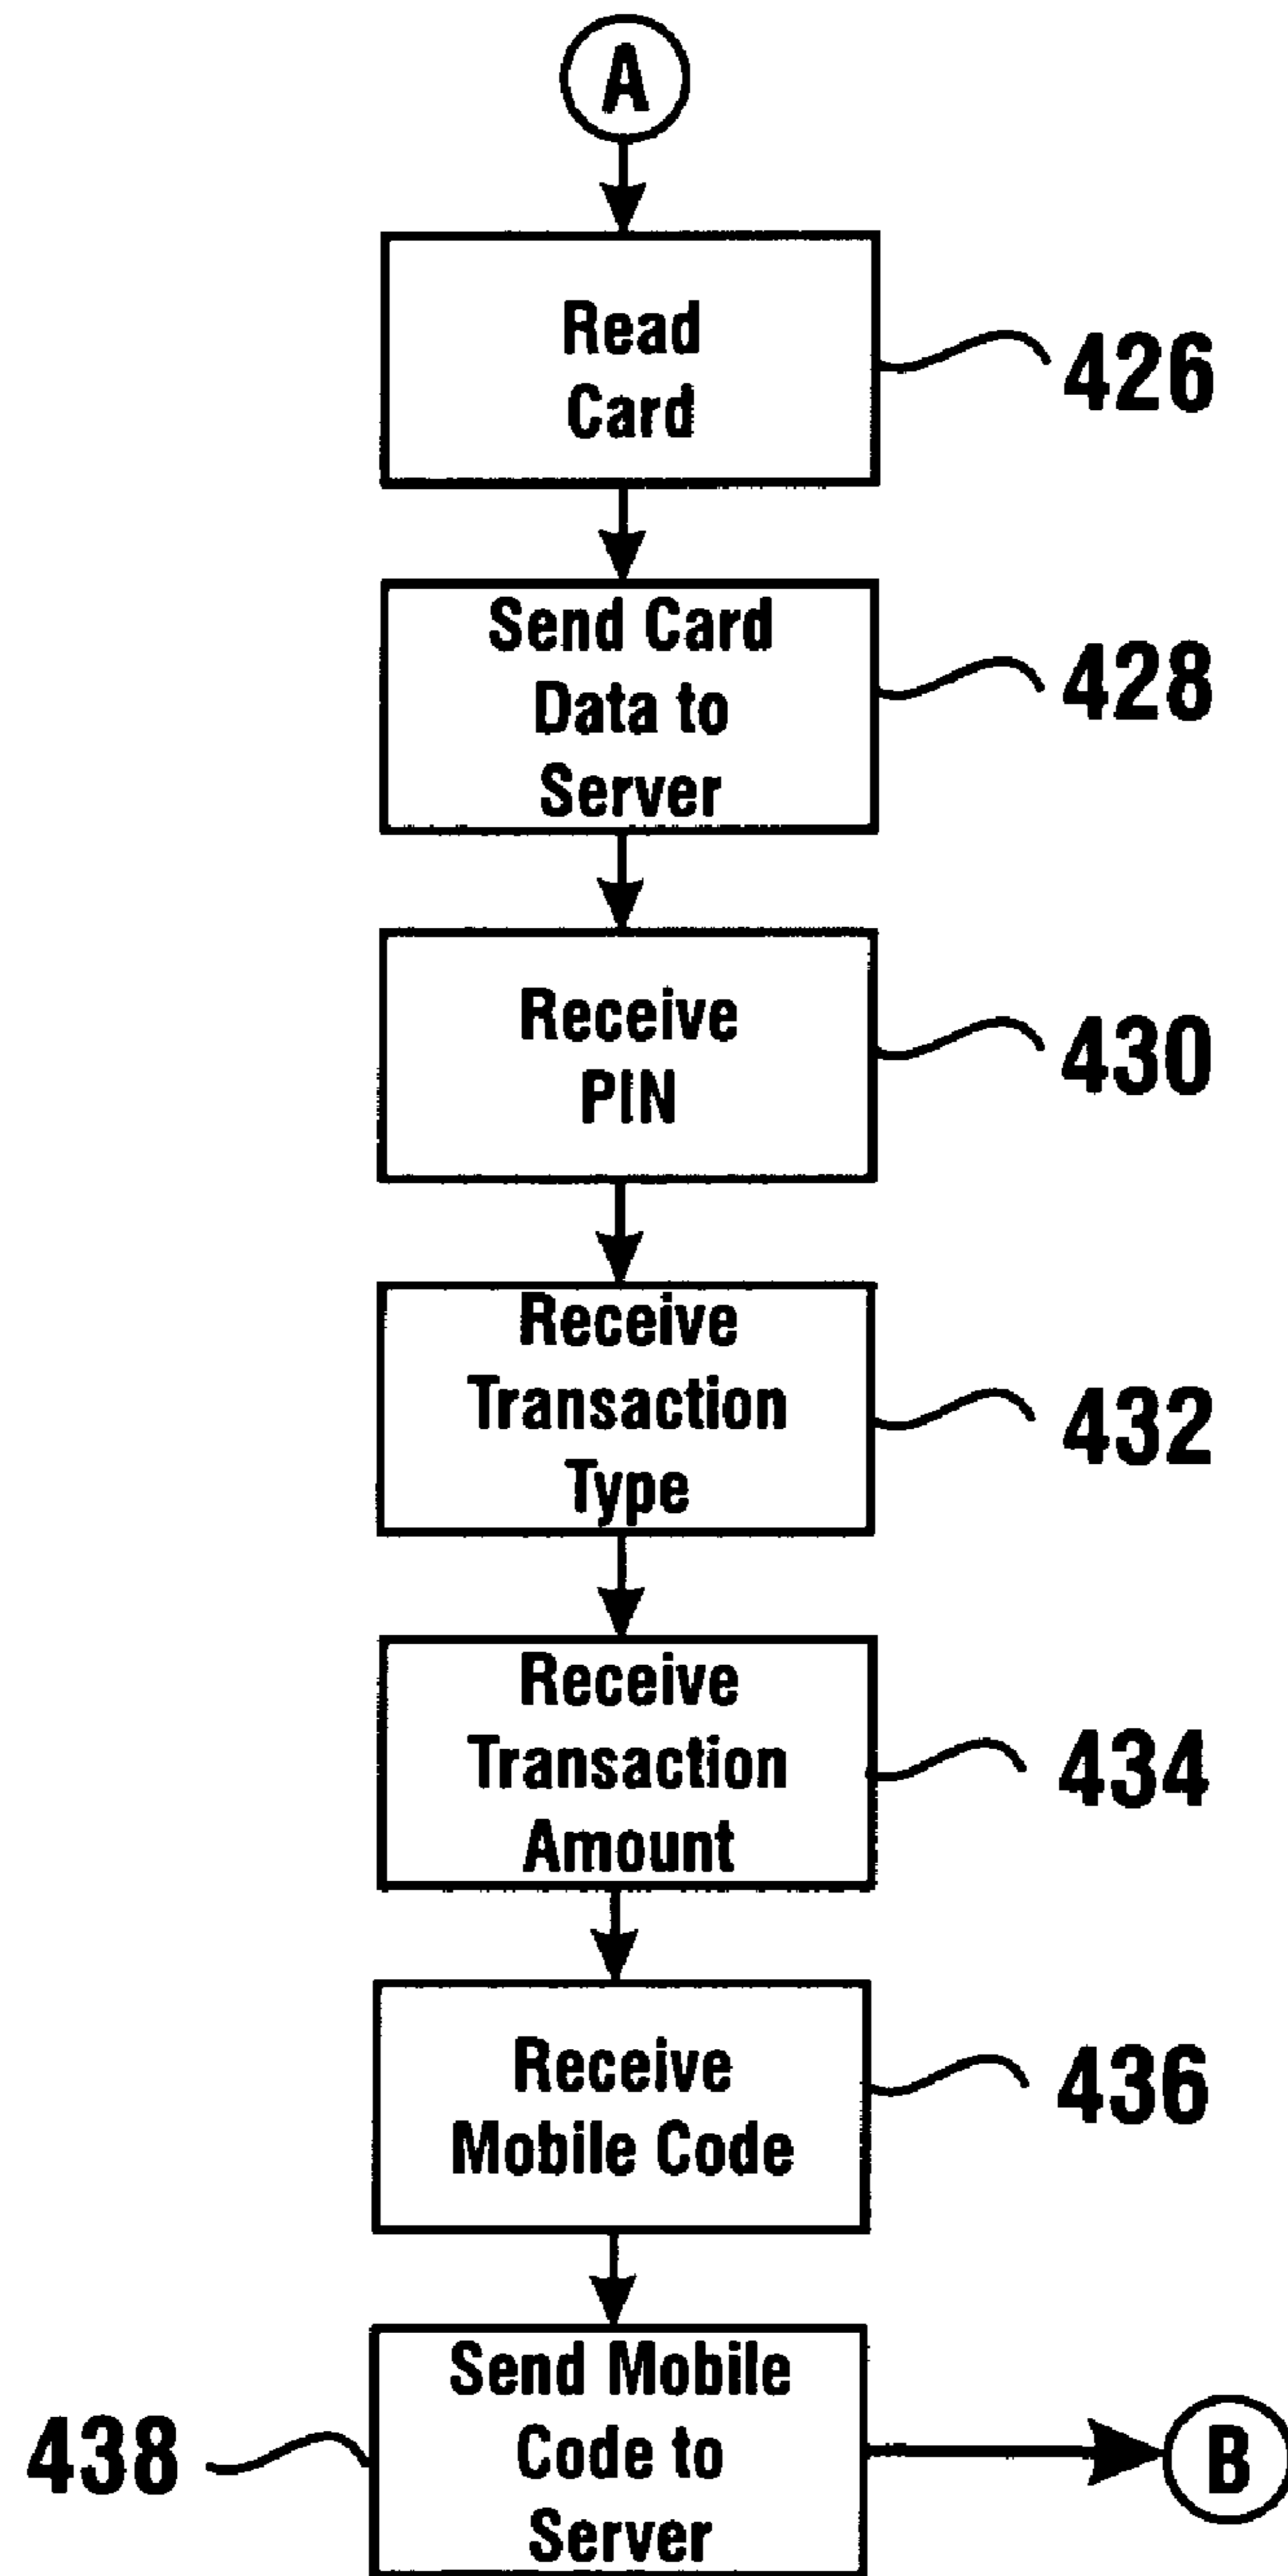 A
Read
Card
426
Send Card
Data to
Server
428
Receive
PIN
430
Receive
Transaction
Type
432
Receive
Transaction
Amount
434
Receive
Mobile Code
436
Send Mobile
Code to
Server
438
B